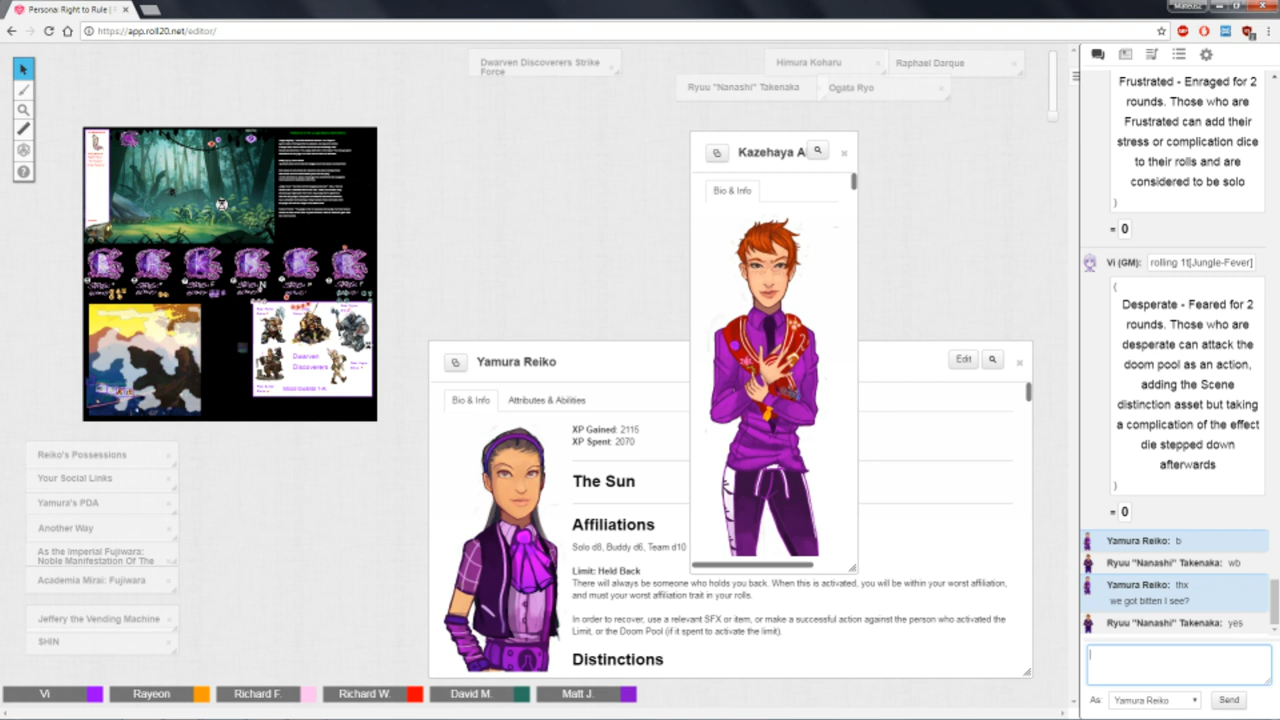 Persona: Right to Rule |
Mateusz
https://app.roll20.net/editor/
Dwarven Discoverers Strike
Force
Himura Koharu
Raphael Darque
Ryuu "Nanashi" Takenaka
Ogata Ryo
Kazehaya A
Bio & Info
Dwarven
Discoverers
Yamura Reiko
Edit
Bio & Info
Attributes & Abilities
XP Gained: 2115
XP Spent: 2070
The Sun
Affiliations
Solo d8, Buddy d6, Team d10
Limit: Held Back
There will always be someone who holds you back. When this is activated, you will be within your worst affiliation,
and must your worst affiliation trait in your rolls.
In order to recover, use a relevant SFX or item, or make a successful action against the person who activated the
Limit, or the Doom Pool (if it spent to activate the limit).
Distinctions
Reiko's Possessions
Your Social Links
Yamura's PDA
Another Way
As the Imperial Fujiwara:
Noble Manifestation Of The
Academia Mirai: Fujiwara
Jeffery the Vending Machine
SHIN
Vi
Rayeon
Richard F.
Richard W.
David M.
Matt J.
Frustrated - Enraged for 2
rounds. Those who are
Frustrated can add their
stress or complication dice
to their rolls and are
considered to be solo
)
= 0
Vi (GM): rolling 1t[Jungle-Fever]
(
Desperate - Feared for 2
rounds. Those who are
desperate can attack the
doom pool as an action,
adding the Scene
distinction asset but taking
a complication of the effect
die stepped down
afterwards
)
= 0
Yamura Reiko: b
Ryuu "Nanashi" Takenaka: wb
Yamura Reiko: thx
we got bitten I see?
Ryuu "Nanashi" Takenaka: yes
As: Yamura Reiko
Send